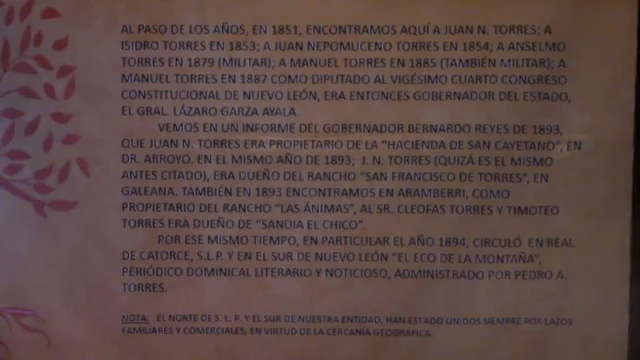 AL PASO DE LOS AÑOS, EN 1851, ENCONTRAMOS AQUÍ A JUAN N. TORRES; A
ISIDRO TORRES EN 1853; A JUAN NEPOMUCENO TORRES EN 1854; A ANSELMO
TORRES EN 1879 (MILITAR); A MANUEL TORRES EN 1885 (TAMBIÉN MILITAR); A
MANUEL TORRES EN 1887 COMO DIPUTADO AL VIGÉSIMO CUARTO CONGRESO
CONSTITUCIONAL DE NUEVO LEÓN, ERA ENTONCES GOBERNADOR DEL ESTADO,
EL GRAL. LÁZARO GARZA AYALA.
VEMOS EN UN INFORME DEL GOBERNADOR BERNARDO REYES DE 1893,
QUE JUAN N. TORRES ERA PROPIETARIO DE LA "HACIENDA DE SAN CAYETANO", EN
DR. ARROYO. EN EL MISMO AÑO DE 1893; J. N. TORRES (QUIZÁ ES EL MISMO
ANTES CITADO), ERA DUEÑO DEL RANCHO "SAN FRANCISCO DE TORRES", EN
GALEANA. TAMBIÉN EN 1893 ENCONTRAMOS EN ARAMBERRI, COMO
PROPIETARIO DEL RANCHO "LAS ÁNIMAS", AL SR. CLEOFAS TORRES Y TIMOTEO
TORRES ERA DUEÑO DE "SANDIA EL CHICO".
POR ESE MISMO TIEMPO, EN PARTICULAR EL AÑO 1894, CIRCULÓ EN REAL
DE CATORCE, S.L.P. Y EN EL SUR DE NUEVO LEÓN "EL ECO DE LA MONTAÑA",
PERIÓDICO DOMINICAL LITERARIO Y NOTICIOSO, ADMINISTRADO POR PEDRO A.
TORRES.
NOTA: EL NORTE DE S. L. P. Y EL SUR DE NUESTRA ENTIDAD, HAN ESTADO UNIDOS SIEMPRE POR LAZOS
FAMILIARES Y COMERCIALES, EN VIRTUD DE LA CERCANÍA GEOGRÁFICA.